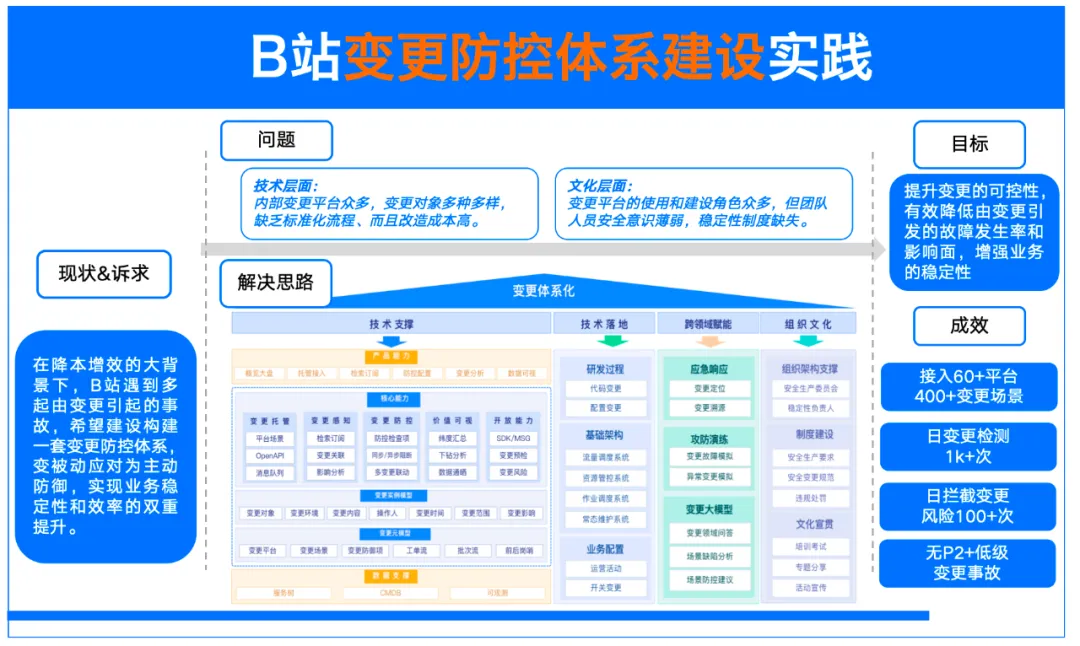 B站变更防控体系建设实践
现状&诉求
在降本增效的大背
景下，B站遇到多
起由变更引起的事
故，希望建设构建
一套变更防控体系，
变被动应对为主动
防御，实现业务稳
定性和效率的双重
提升。
问题
技术层面：
内部变更平台众多，变更对象多种多样，
缺乏标准化流程、而且改造成本高。
文化层面：
变更平台的使用和建设角色众多，但团队
人员安全意识薄弱，稳定性制度缺失。
解决思路
变更体系化
技术支撑
产品能力
概览大盘 托管接入 检索订阅 防控配置 变更分析 数据可视
核心能力
变更托管
平台场景
OpenAPI
消息队列
变更感知
检索订阅
变更关联
影响分析
变更防控
防控检查项
同步/异步阻断
多变更联动
价值可视
纬度汇总
下钻分析
数据通晒
开放能力
SDK/MSG
变更预检
变更风险
变更实例模型
变更对象 变更环境 变更内容 操作人 变更时间 变更范围 变更影响
变更元模型
变更平台 变更场景 变更防御项 工单流 批次流 前后端
数据支撑
服务树 CMDB 可观测
技术落地
研发过程
代码变更
配置变更
基础架构
流量调度系统
资源管控系统
作业调度系统
常态维护系统
业务配置
运营活动
开关变更
跨领域赋能
应急响应
变更定位
变更溯源
攻防演练
变更故障模拟
异常变更模拟
变更大模型
变更领域问答
场景缺陷分析
场景防控建议
组织文化
组织架构支撑
安全生产委员会
稳定性负责人
制度建设
安全生产要求
安全变更规范
违规处罚
文化宣贯
培训考试
专题分享
活动宣传
目标
提升变更的可控性，
有效降低由变更引
发的故障发生率和
影响面，增强业务
的稳定性
成效
接入60+平台
400+变更场景
日变更检测
1k+次
日拦截变更
风险100+次
无P2+低级
变更事故